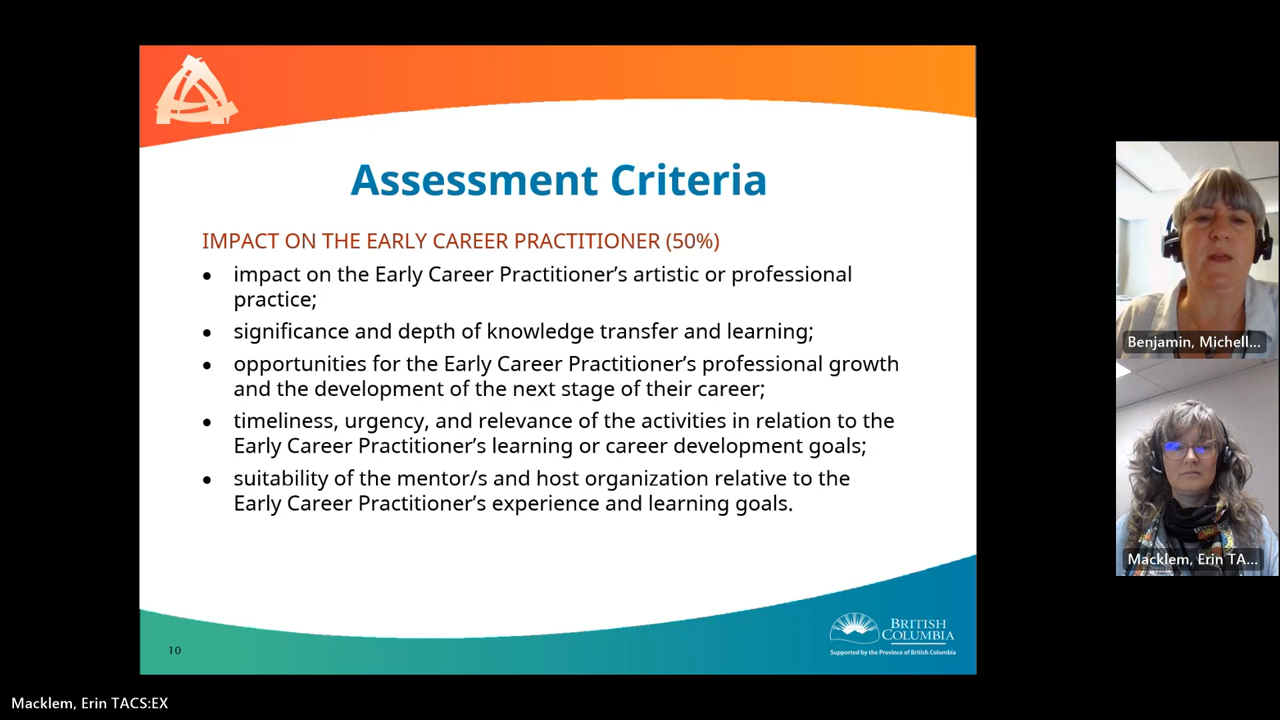 Assessment Criteria
IMPACT ON THE EARLY CAREER PRACTITIONER (50%)
• impact on the Early Career Practitioner’s artistic or professional
practice;
• significance and depth of knowledge transfer and learning;
• opportunities for the Early Career Practitioner’s professional growth
and the development of the next stage of their career;
• timeliness, urgency, and relevance of the activities in relation to the
Early Career Practitioner’s learning or career development goals;
• suitability of the mentor/s and host organization relative to the
Early Career Practitioner’s experience and learning goals.
10
BRITISH
COLUMBIA
Supported by the Province of British Columbia
Benjamin, Michell...
Macklem, Erin TA...
Macklem, Erin TACS:EX